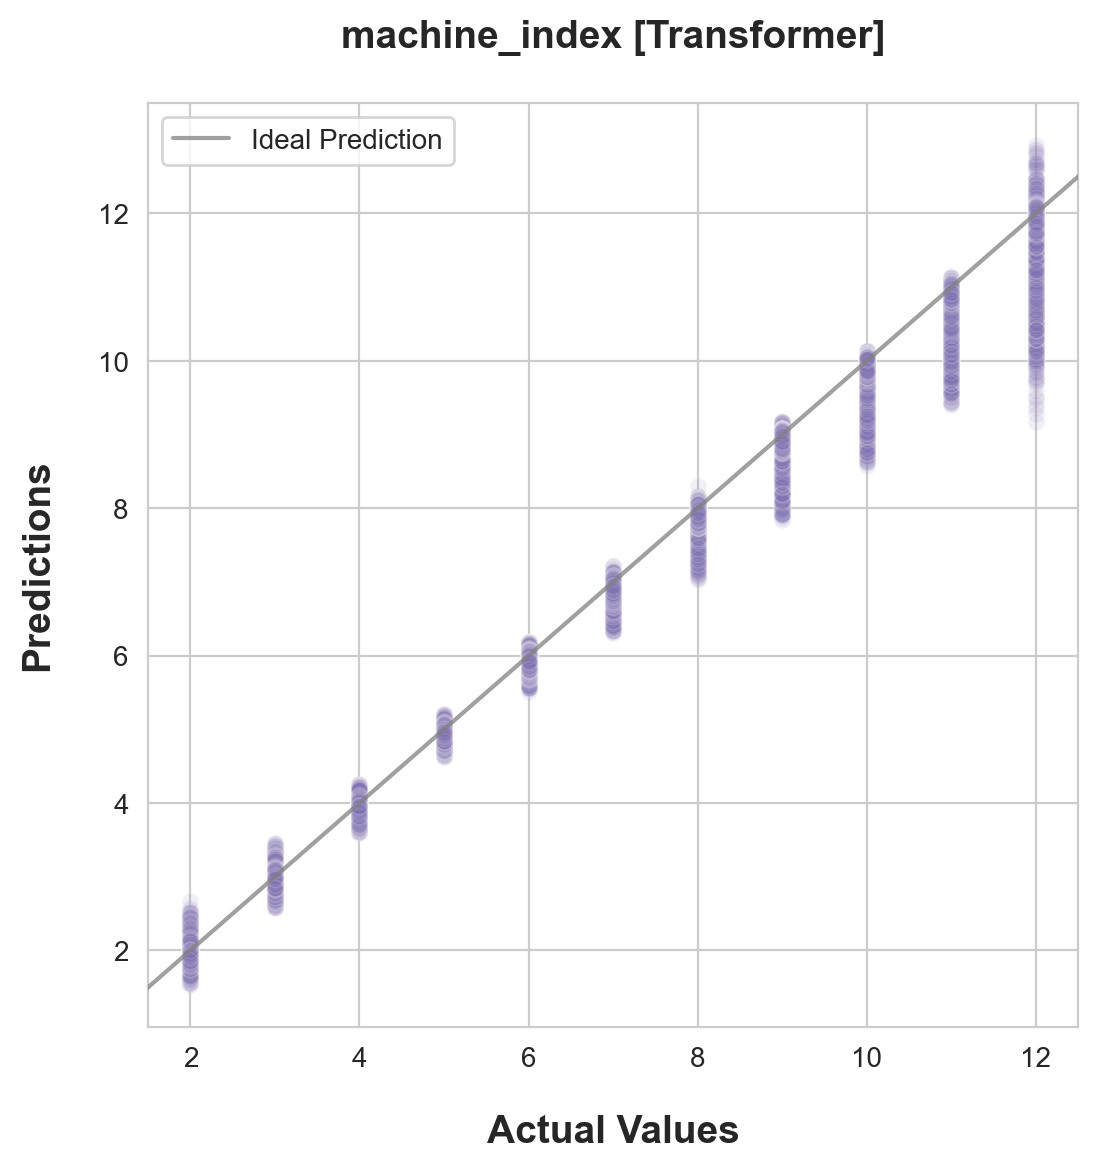 machine_index [Transformer]
Ideal Prediction
12
10
8
6
4
2
Predictions
2 4 6 8 10 12
Actual Values